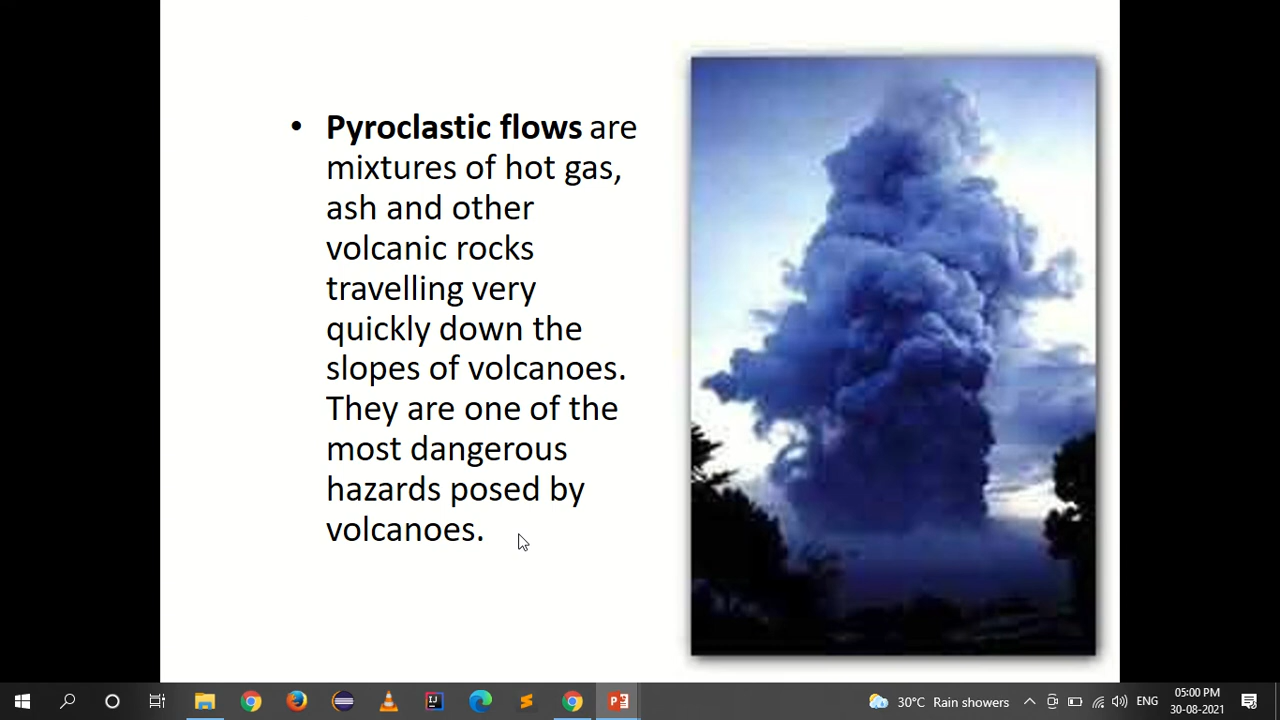 • Pyroclastic flows are
mixtures of hot gas,
ash and other
volcanic rocks
travelling very
quickly down the
slopes of volcanoes.
They are one of the
most dangerous
hazards posed by
volcanoes.
30°C Rain showers
ENG
05:00 PM
30-08-2021